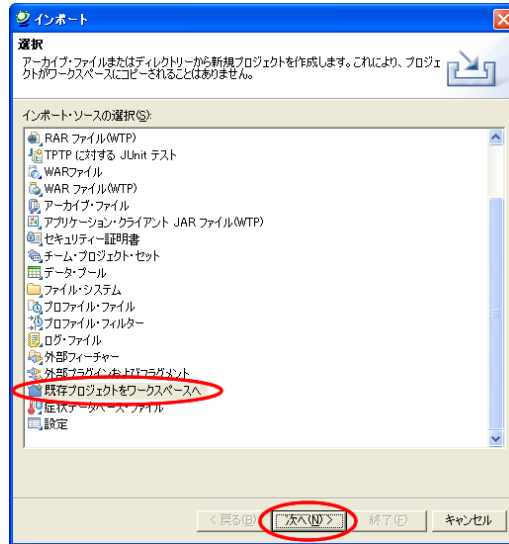 インポート
選択
アーカイブ・ファイルまたはディレクトリーから新規プロジェクトを作成します。これにより、プロジェ
クトがワークスペースにコピーされることはありません。
インポート・ソースの選択(S):
RAR ファイル(WTP)
TPTP に対する JUnit テスト
WARファイル
WAR ファイル(WTP)
アーカイブ・ファイル
アプリケーション・クライアント JAR ファイル(WTP)
セキュリティー証明書
チーム・プロジェクト・セット
データ・プール
ファイル・システム
プロファイル・ファイル
プロファイル・フィルター
ログ・ファイル
外部フィーチャー
外部プラグインおよびフラグメント
既存プロジェクトをワークスペースへ
症状データベース・ファイル
設定
< 戻る(B) 次へ(N) > 終了(F) キャンセル